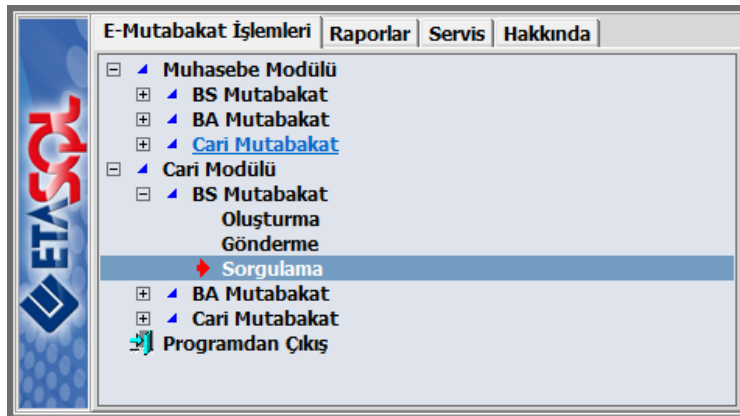 E-Mutabakat İşlemleri Raporlar Servis Hakkında
Muhasebe Modülü
BS Mutabakat
BA Mutabakat
Cari Mutabakat
Cari Modülü
BS Mutabakat
Oluşturma
Gönderme
Sorgulama
BA Mutabakat
Cari Mutabakat
Programdan Çıkış
ETASQL